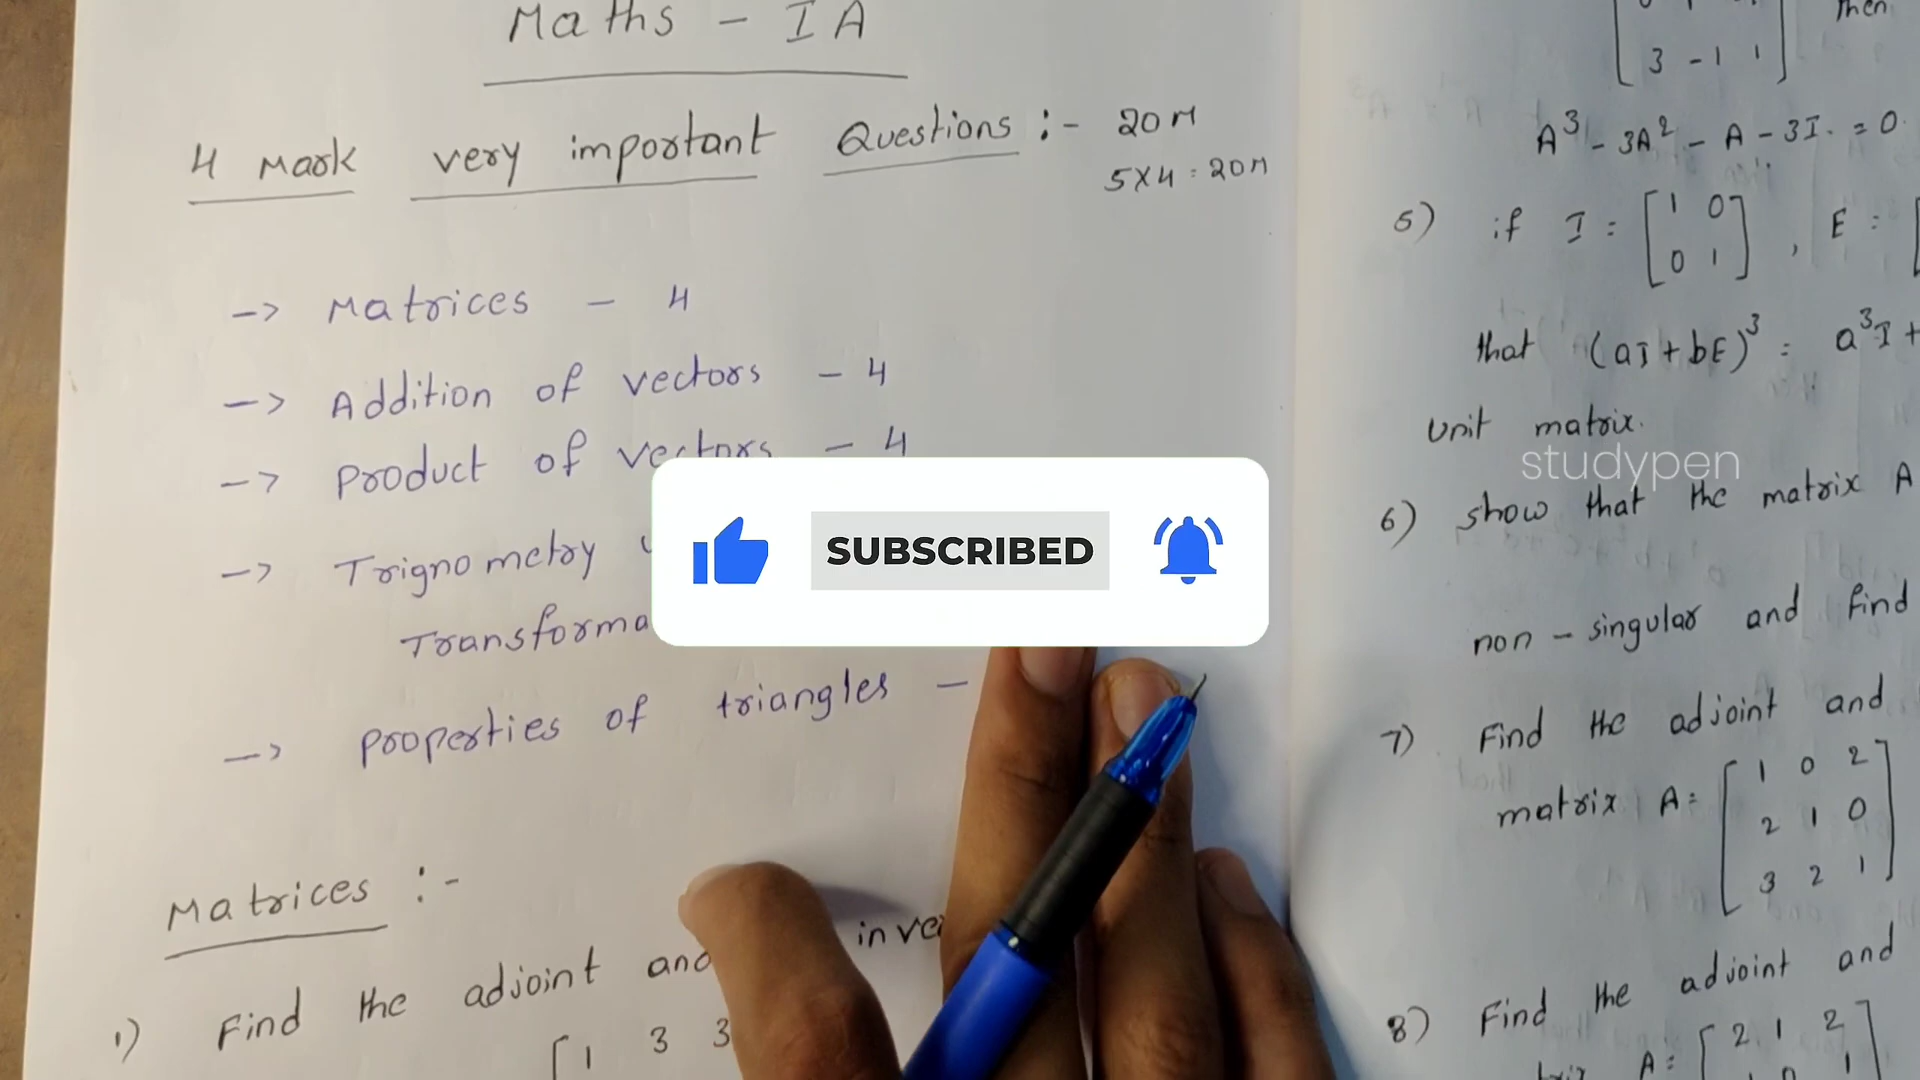 Maths - IA
4 Mark very important Questions :- 20M
5X4 = 20M
-> Matrices - 4
-> Addition of vectors - 4
-> Product of vectors - 4
-> Trignometry
Transforma
-> Properties of triangles -
Matrices :-
1) Find the adjoint and inve
[1 3 3
3 -1 1] Then
A³ - 3A² - A - 3I = 0.
5) if I = [1 0
0 1], E =
that (aI + bE)³ = a³I +
unit matrix.
studypen
6) show that the matrix A
non - singular and find
7) Find the adjoint and
matrix A = [1 0 2
2 1 0
3 2 1]
8) Find the adjoint and
A = [2 1 2
SUBSCRIBED